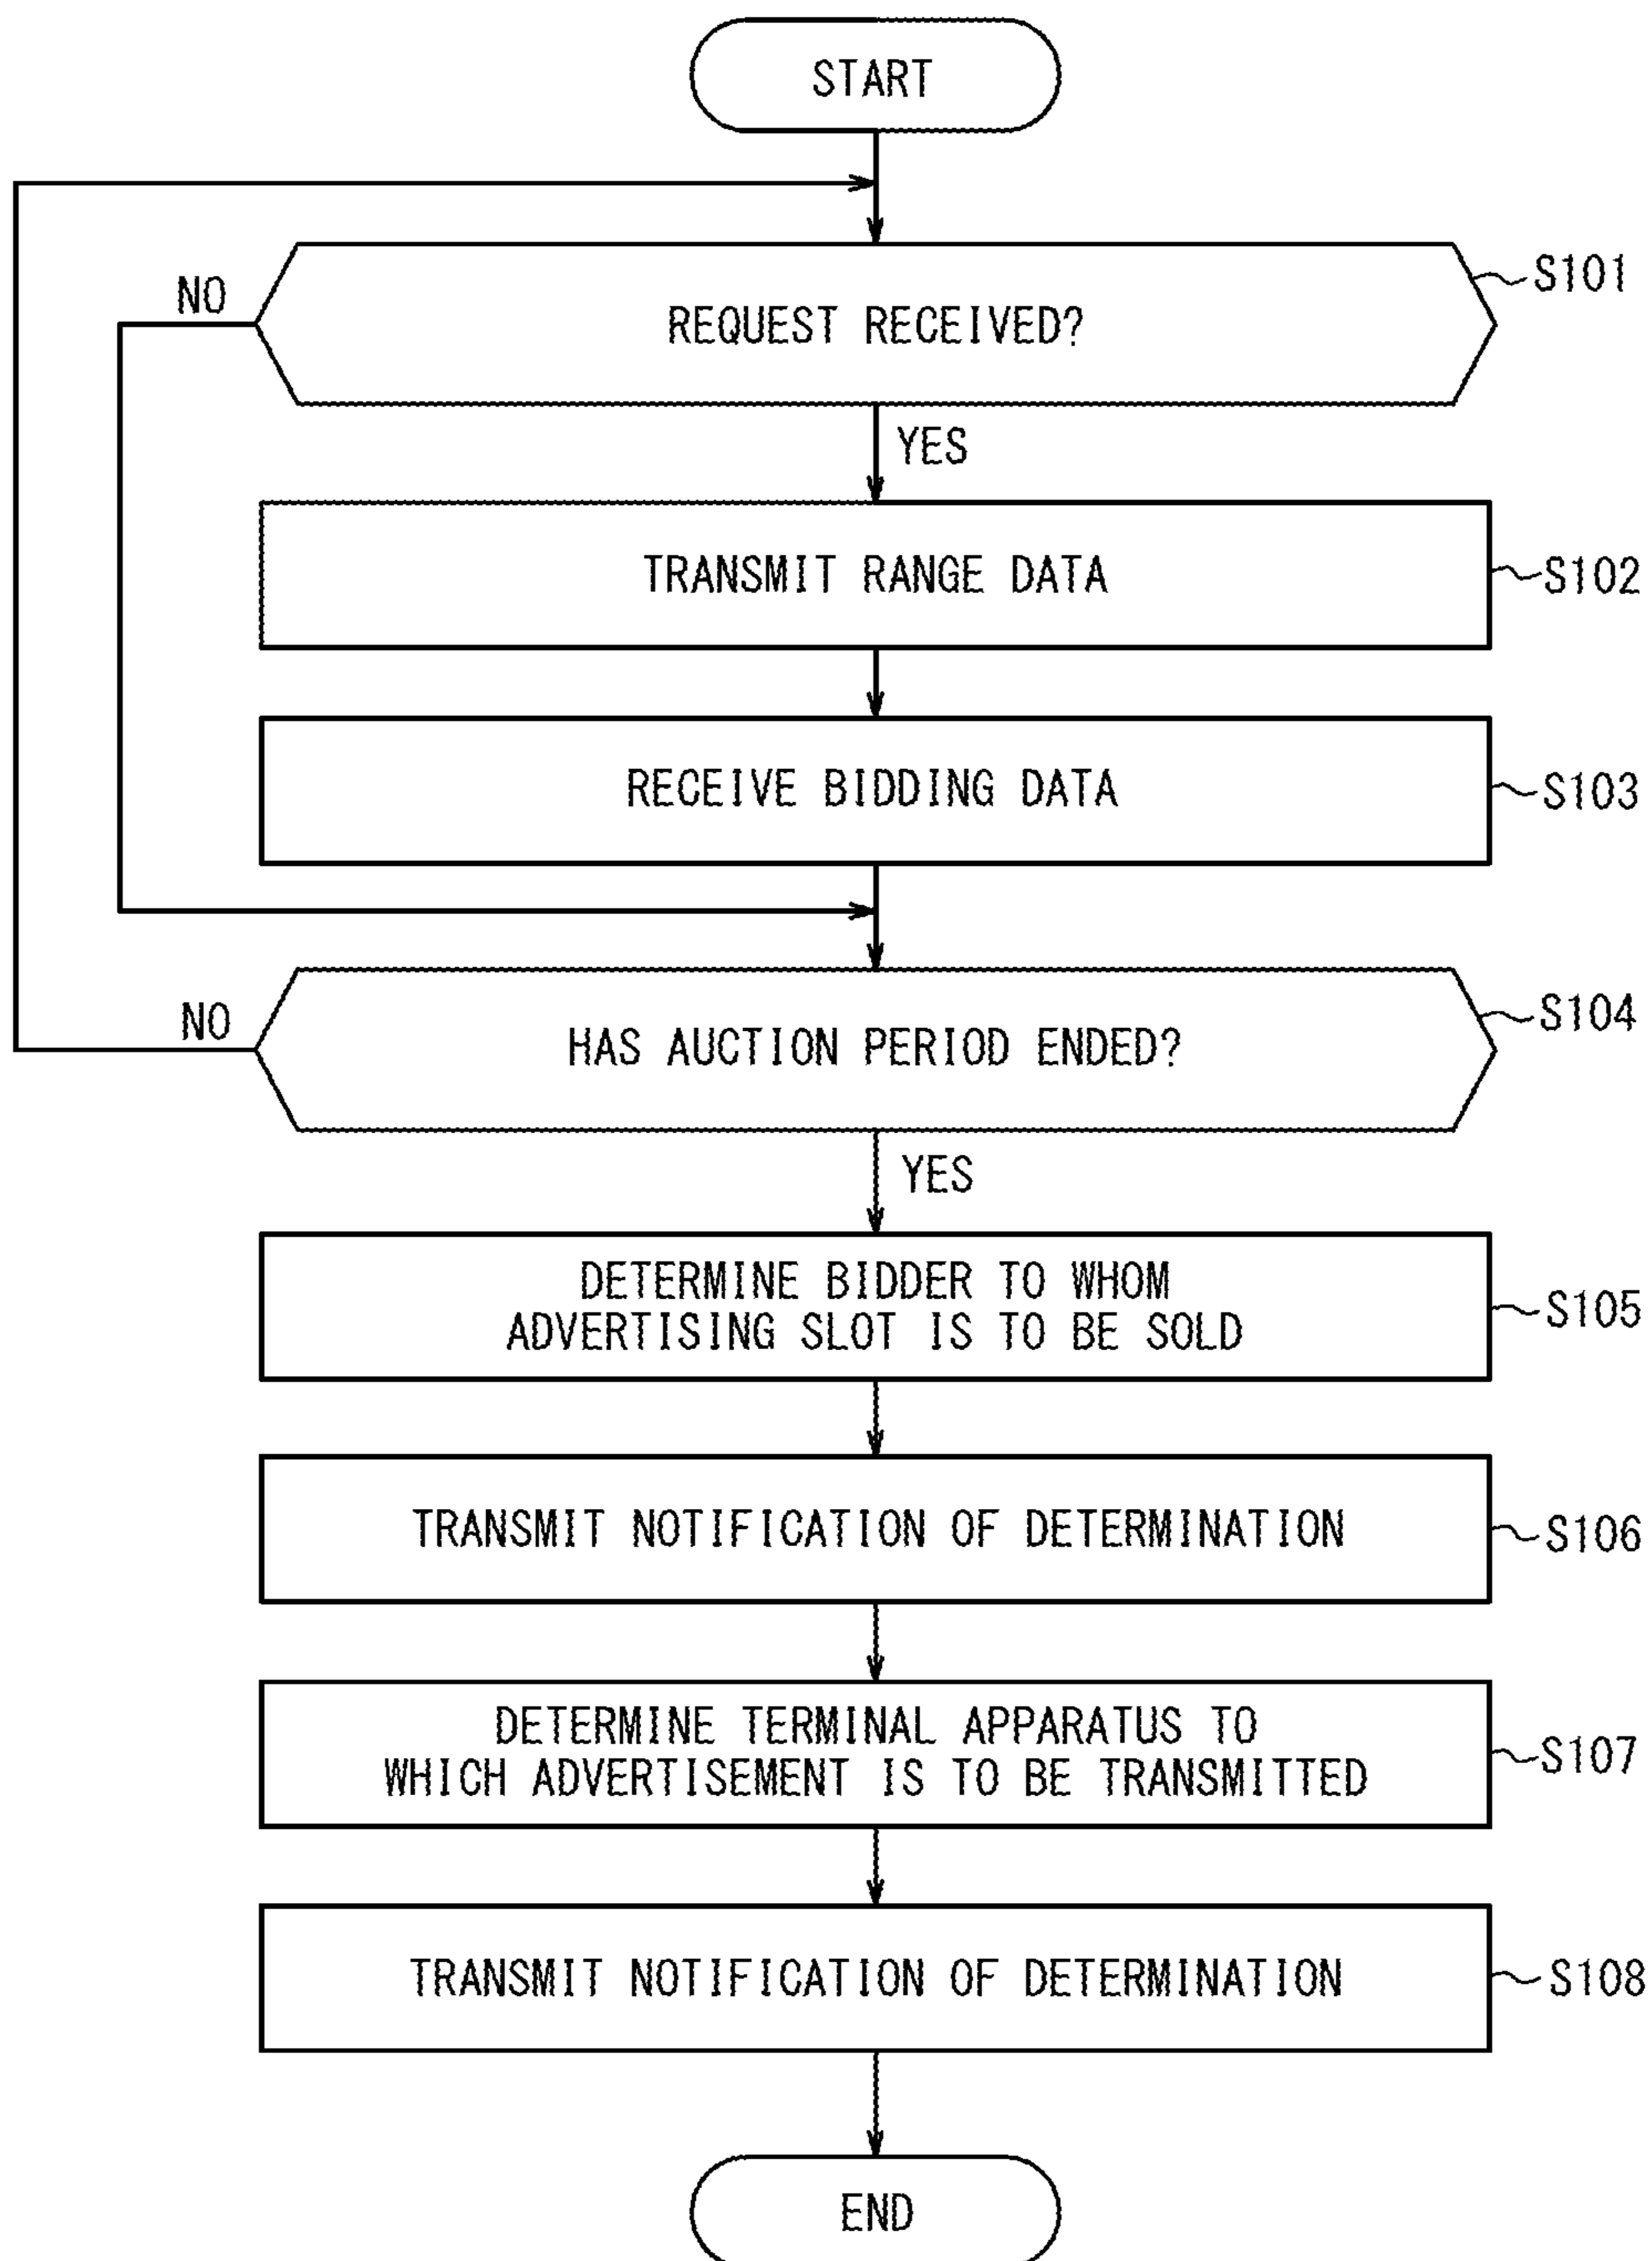 START
NO
REQUEST RECEIVED?
S101
YES
TRANSMIT RANGE DATA
S102
RECEIVE BIDDING DATA
S103
NO
HAS AUCTION PERIOD ENDED?
S104
YES
DETERMINE BIDDER TO WHOM
ADVERTISING SLOT IS TO BE SOLD
S105
TRANSMIT NOTIFICATION OF DETERMINATION
S106
DETERMINE TERMINAL APPARATUS TO
WHICH ADVERTISEMENT IS TO BE TRANSMITTED
S107
TRANSMIT NOTIFICATION OF DETERMINATION
S108
END